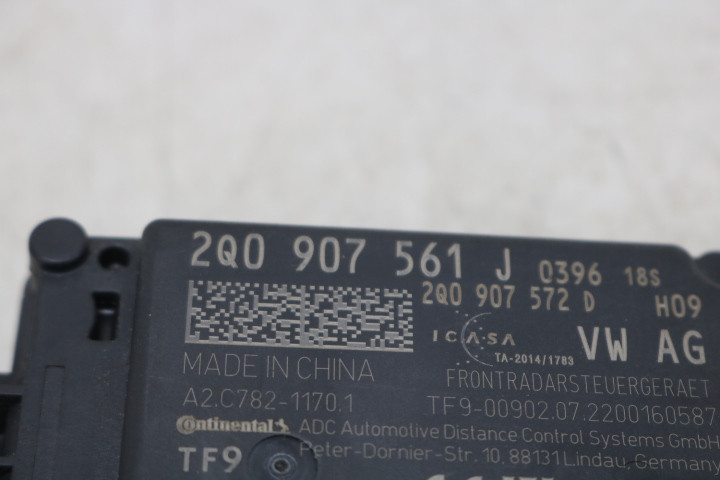 2Q0 907 561 J 0396 18S
2Q0 907 572 D H09
ICASA
TA-2014/1783
VW AG
MADE IN CHINA
FRONTRADARSTEUERGERAET
A2.C782-1170.1
TF9-00902.07.2200160587
Continental
ADC Automotive Distance Control Systems GmbH
Peter-Dornier-Str. 10, 88131 Lindau, Germany
TF9